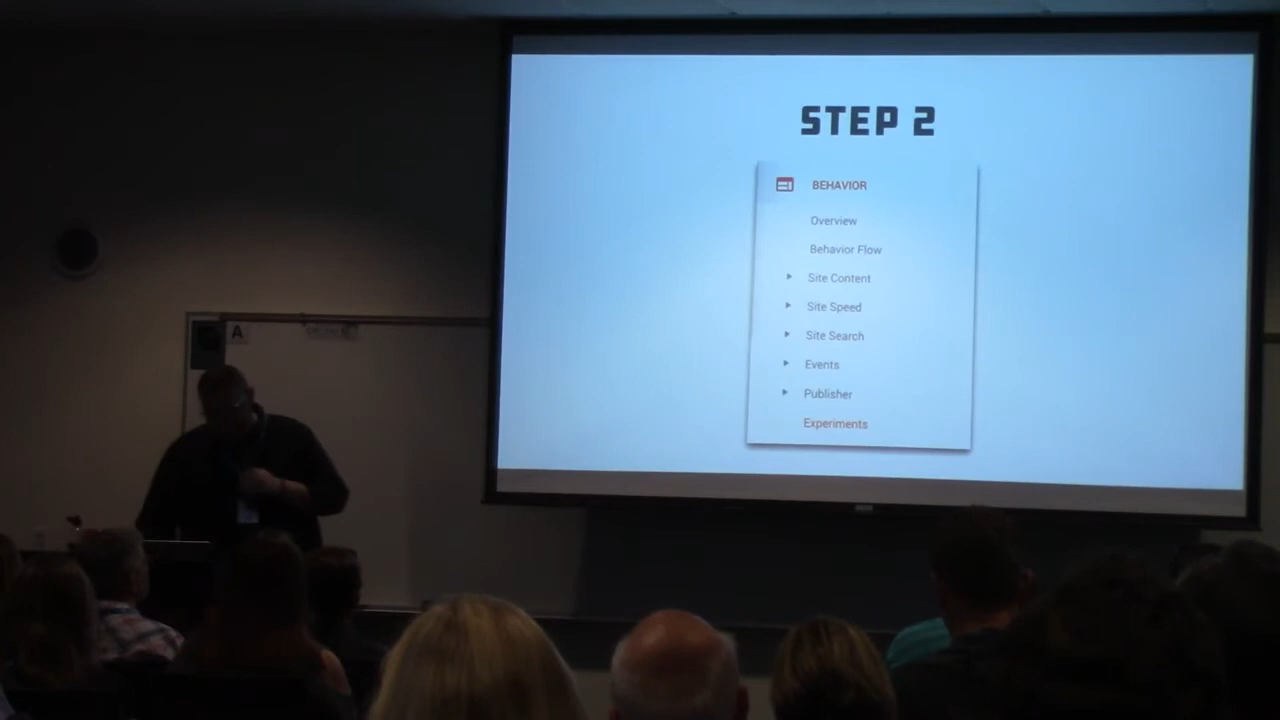 STEP 2
BEHAVIOR
Overview
Behavior Flow
Site Content
Site Speed
Site Search
Events
Publisher
Experiments
A